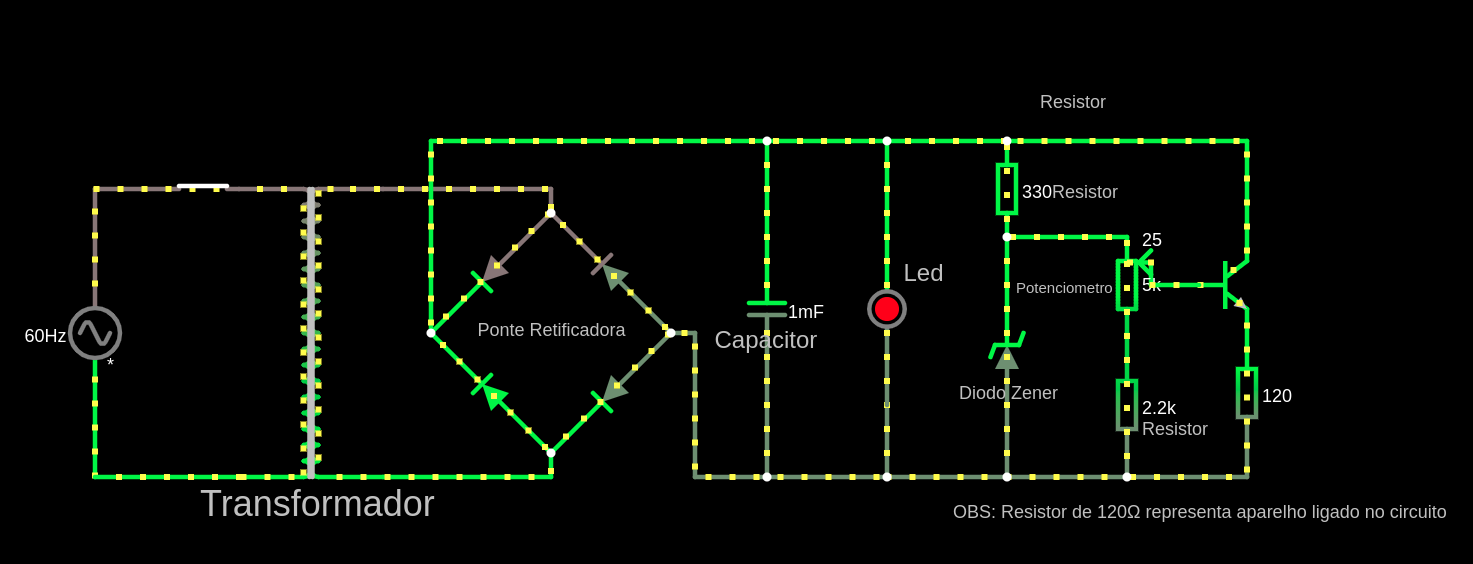 Resistor
330Resistor
25
Led
5k
Potenciometro
1mF
60Hz
Ponte Retificadora
Capacitor
*
Diodo Zener
120
2.2k
Resistor
Transformador
OBS: Resistor de 120Ω representa aparelho ligado no circuito